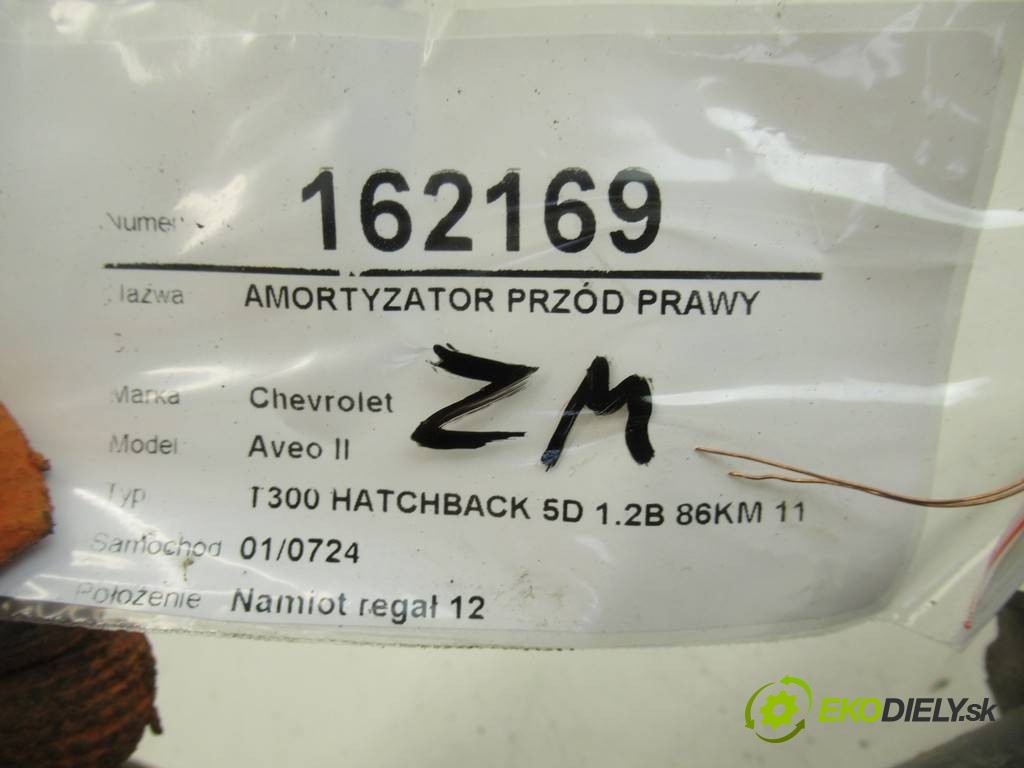 Numer 162169
Nazwa AMORTYZATOR PRZÓD PRAWY
Marka Chevrolet
ZM
Model Aveo II
Typ T300 HATCHBACK 5D 1.2B 86KM 11
Samochód 01/0724
Położenie Namiot regał 12
EKODIELY.sk